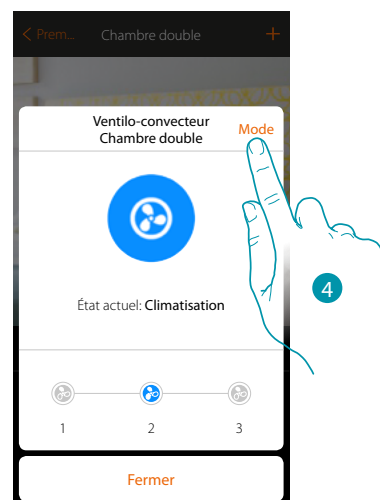 < Prem... Chambre double +
Ventilo-convecteur
Chambre double
Mode
4
État actuel: Climatisation
1 2 3
Fermer